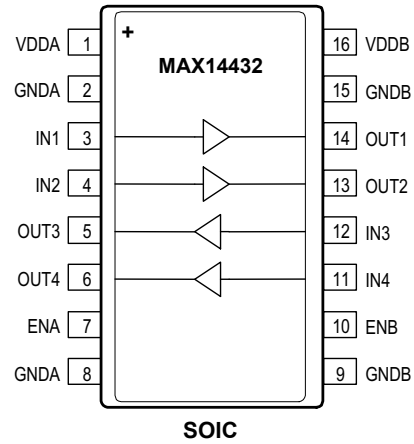 +
MAX14432
VDDA 1 16 VDDB
GNDA 2 15 GNDB
IN1 3 14 OUT1
IN2 4 13 OUT2
OUT3 5 12 IN3
OUT4 6 11 IN4
ENA 7 10 ENB
GNDA 8 9 GNDB
SOIC